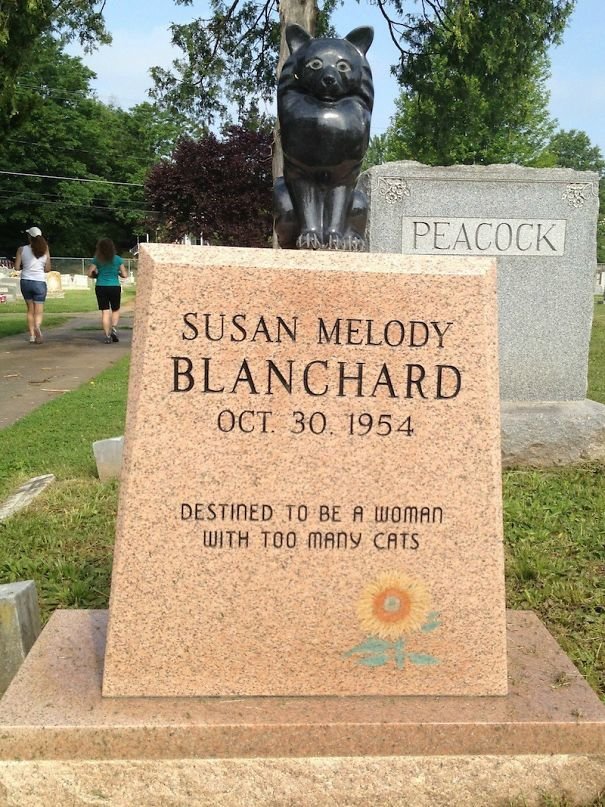 PEACOCK
SUSAN MELODY
BLANCHARD
OCT. 30. 1954
DESTINED TO BE A WOMAN
WITH TOO MANY CATS